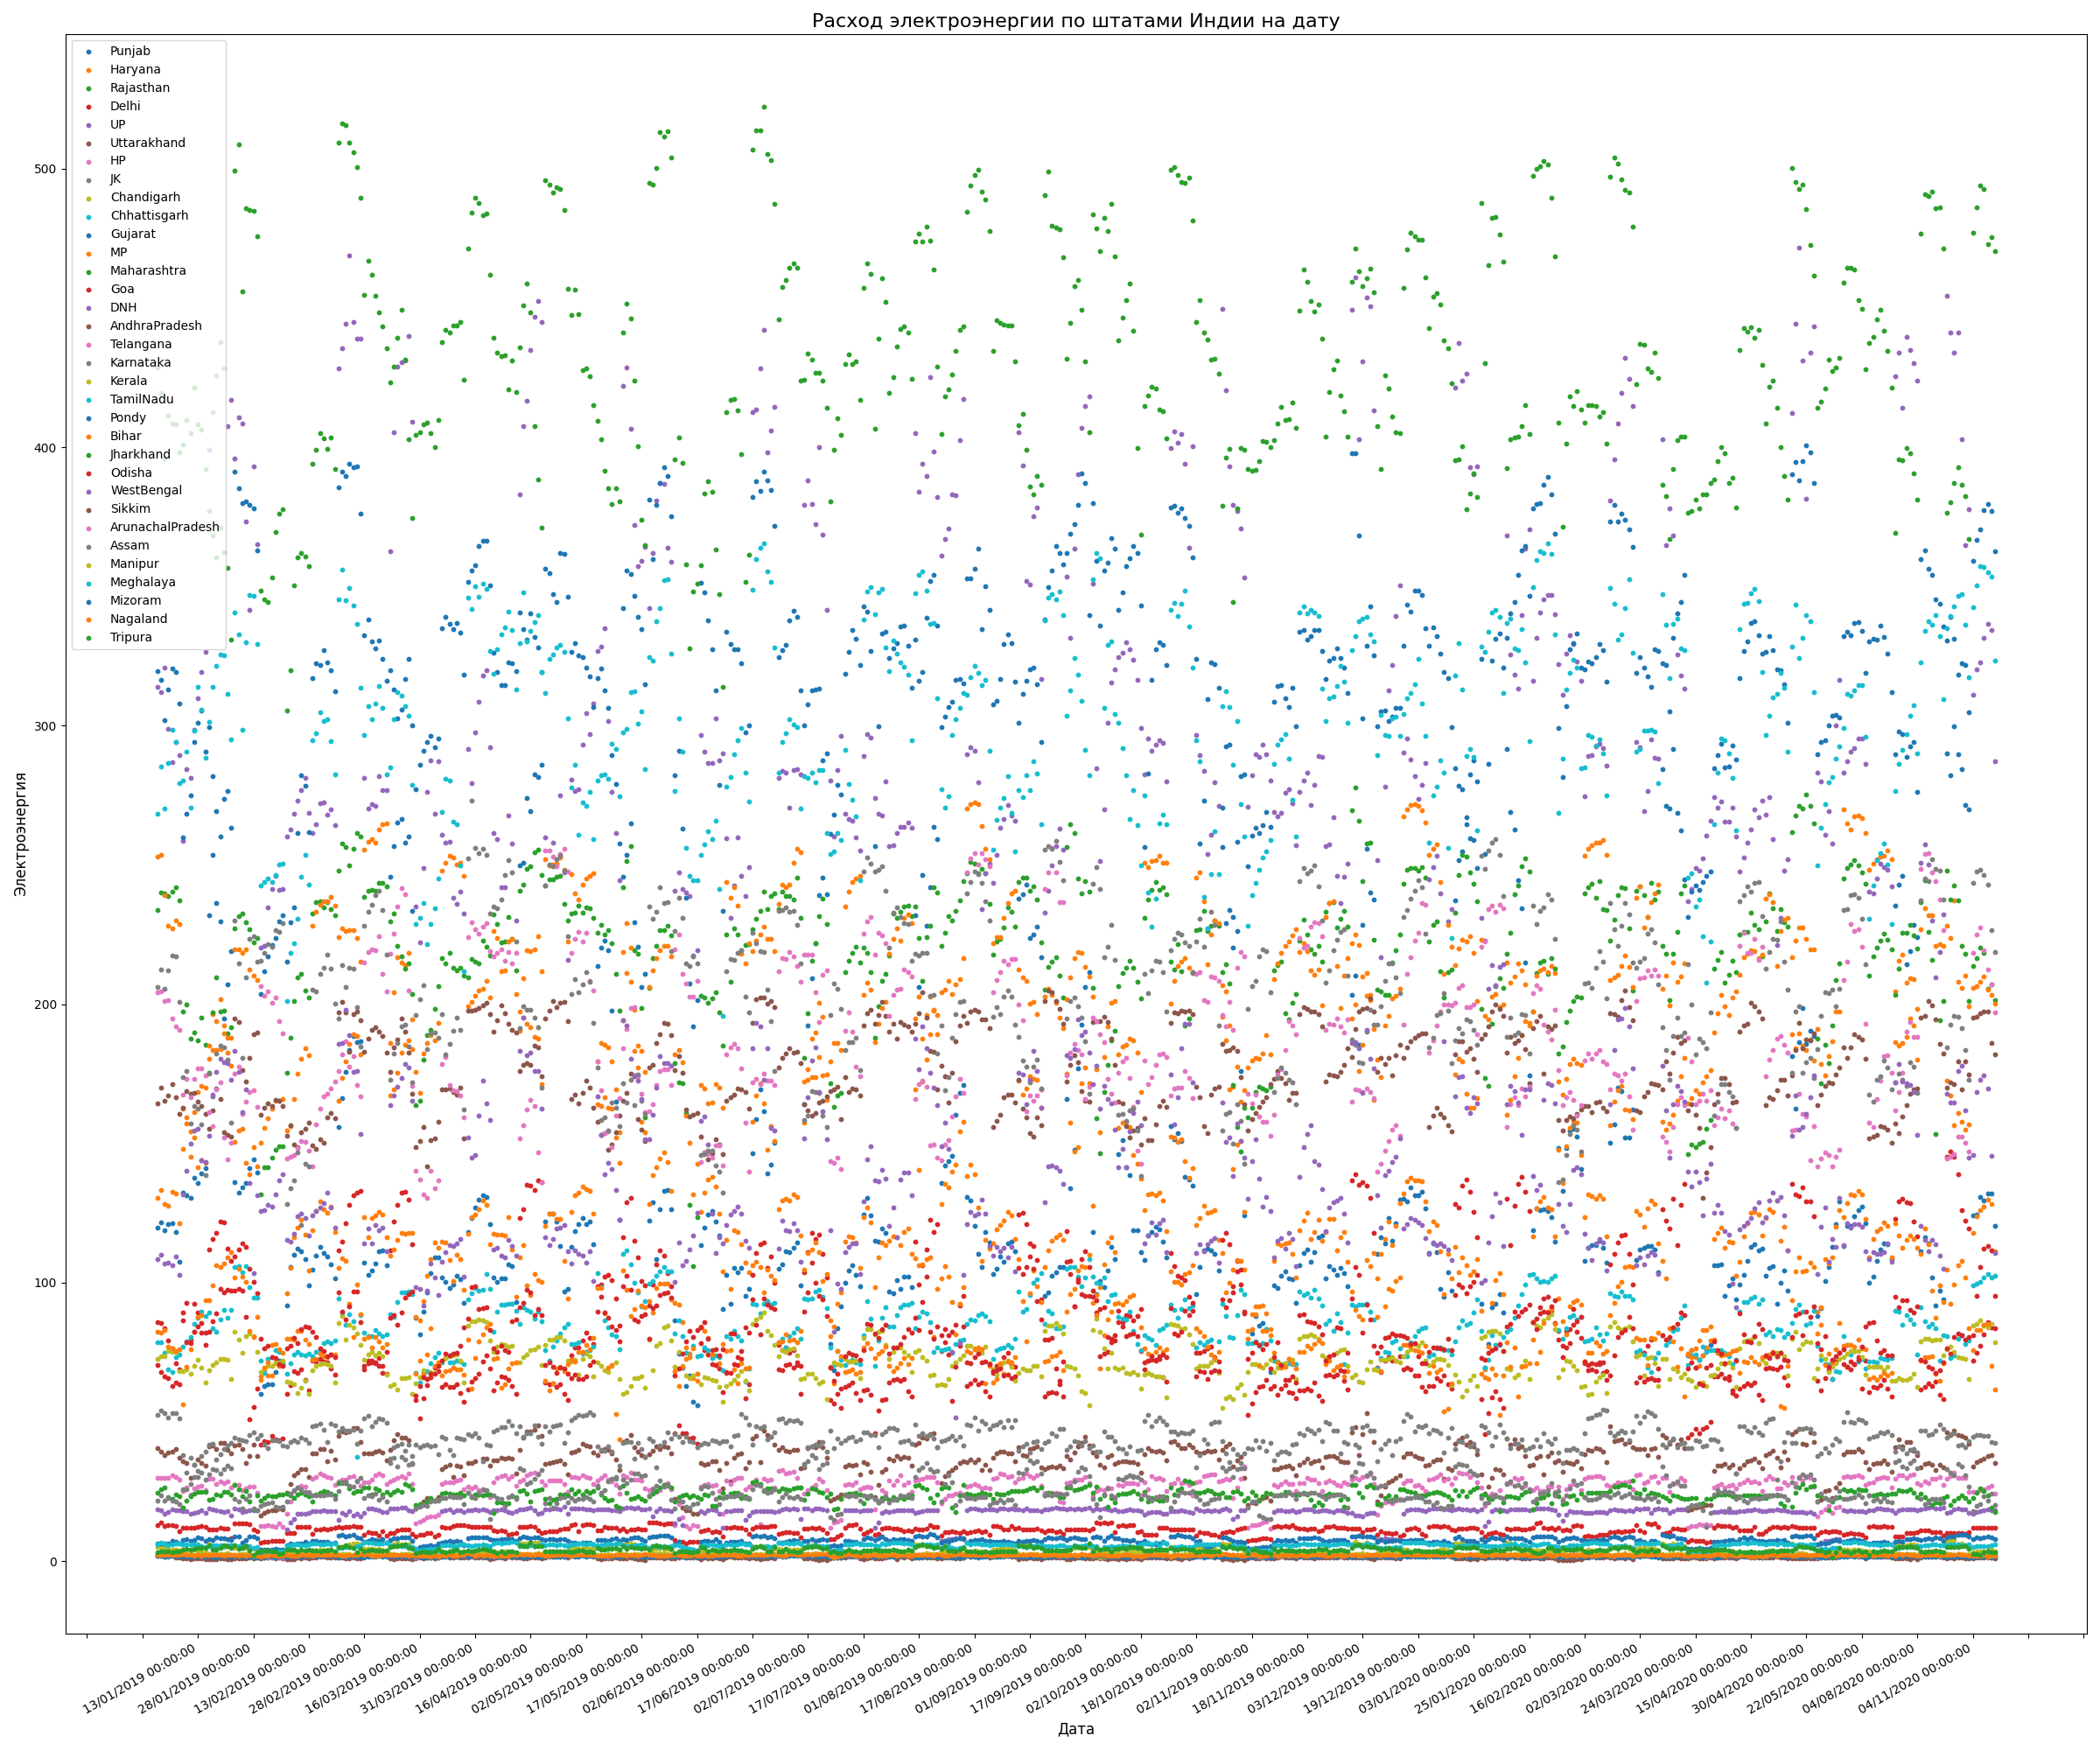 Расход электроэнергии по штатами Индии на дату
Punjab
Haryana
Rajasthan
Delhi
UP
Uttarakhand
HP
JK
Chandigarh
Chhattisgarh
Gujarat
MP
Maharashtra
Goa
DNH
AndhraPradesh
Telangana
Karnataka
Kerala
TamilNadu
Pondy
Bihar
Jharkhand
Odisha
WestBengal
Sikkim
ArunachalPradesh
Assam
Manipur
Meghalaya
Mizoram
Nagaland
Tripura
Электроэнергия
500
400
300
200
100
0
13/01/2019 00:00:00
28/01/2019 00:00:00
13/02/2019 00:00:00
28/02/2019 00:00:00
16/03/2019 00:00:00
31/03/2019 00:00:00
16/04/2019 00:00:00
02/05/2019 00:00:00
17/05/2019 00:00:00
02/06/2019 00:00:00
17/06/2019 00:00:00
02/07/2019 00:00:00
17/07/2019 00:00:00
01/08/2019 00:00:00
17/08/2019 00:00:00
01/09/2019 00:00:00
17/09/2019 00:00:00
02/10/2019 00:00:00
18/10/2019 00:00:00
02/11/2019 00:00:00
18/11/2019 00:00:00
03/12/2019 00:00:00
19/12/2019 00:00:00
03/01/2020 00:00:00
25/01/2020 00:00:00
16/02/2020 00:00:00
02/03/2020 00:00:00
24/03/2020 00:00:00
15/04/2020 00:00:00
30/04/2020 00:00:00
22/05/2020 00:00:00
04/08/2020 00:00:00
04/11/2020 00:00:00
Дата